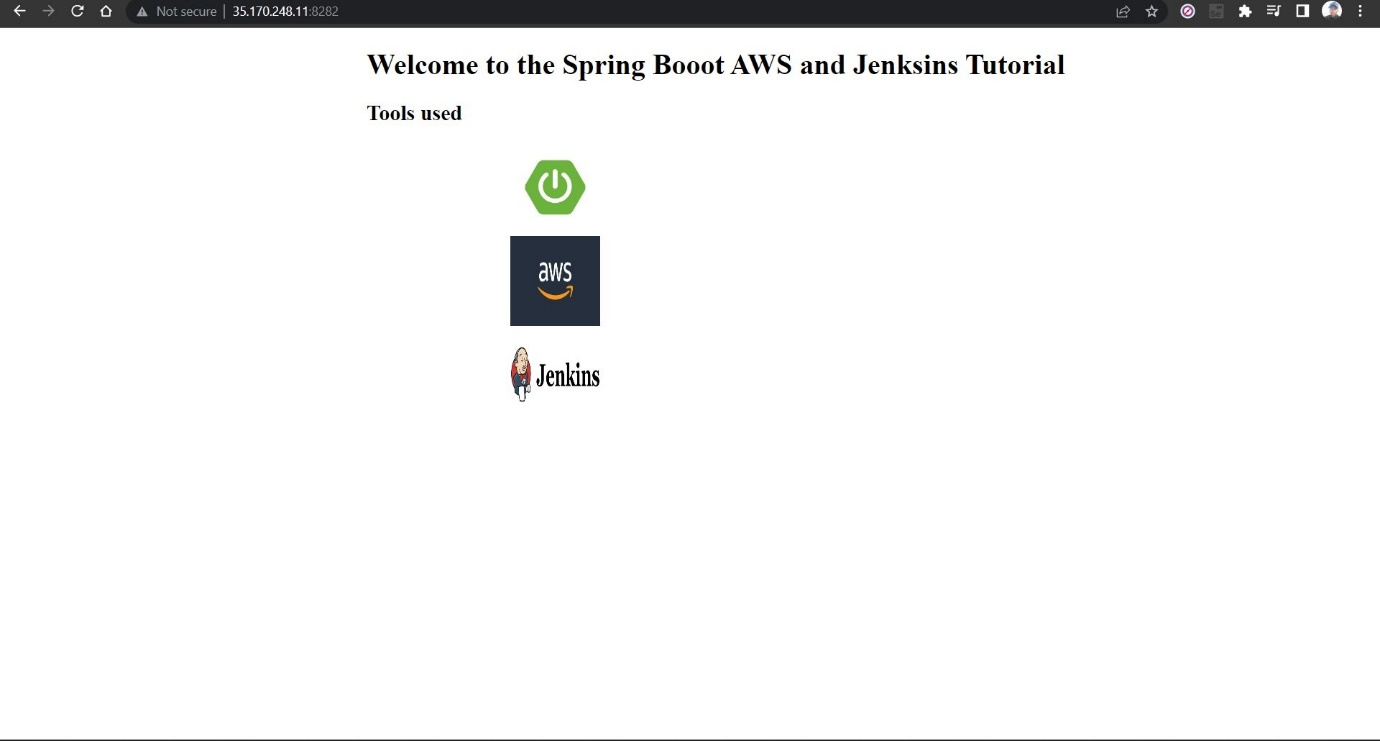 Not secure
35.170.248.11:8282
Welcome to the Spring Booot AWS and Jenksins Tutorial
Tools used
aws
Jenkins